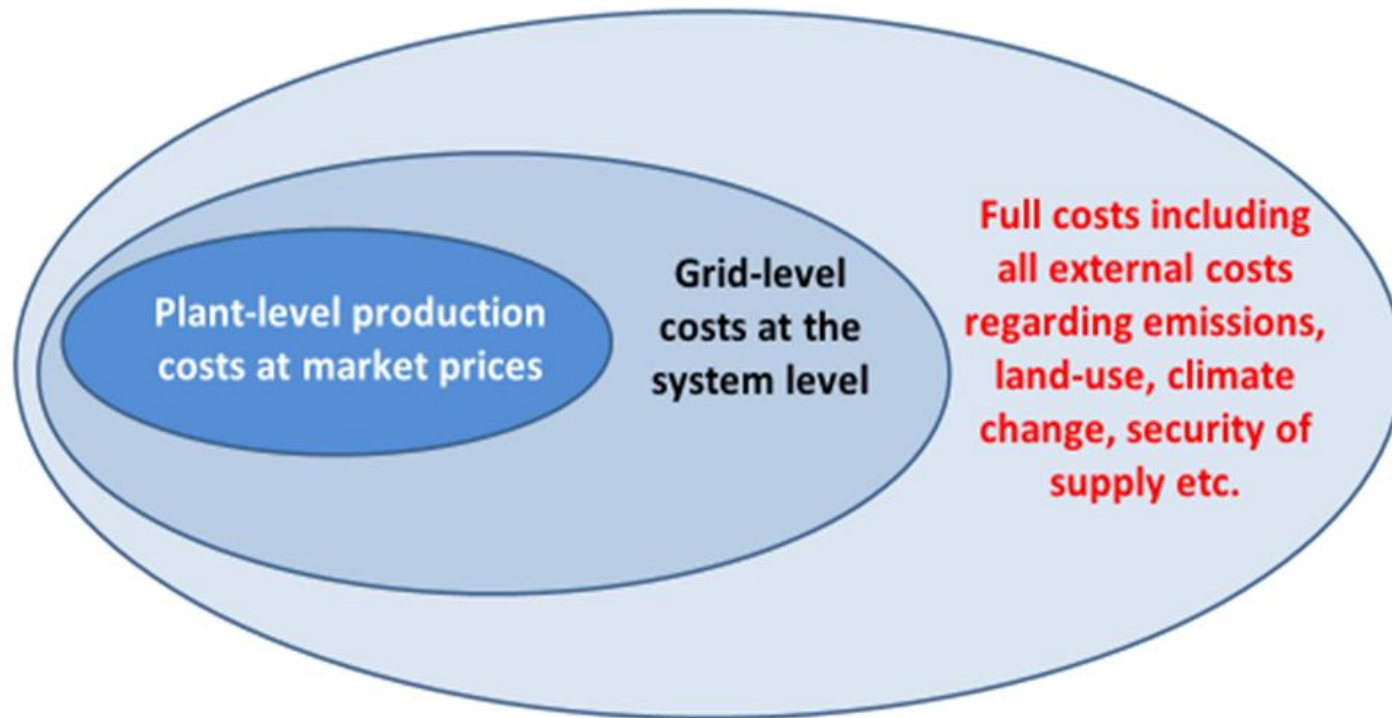 Plant-level production
costs at market prices
Grid-level
costs at the
system level
Full costs including
all external costs
regarding emissions,
land-use, climate
change, security of
supply etc.